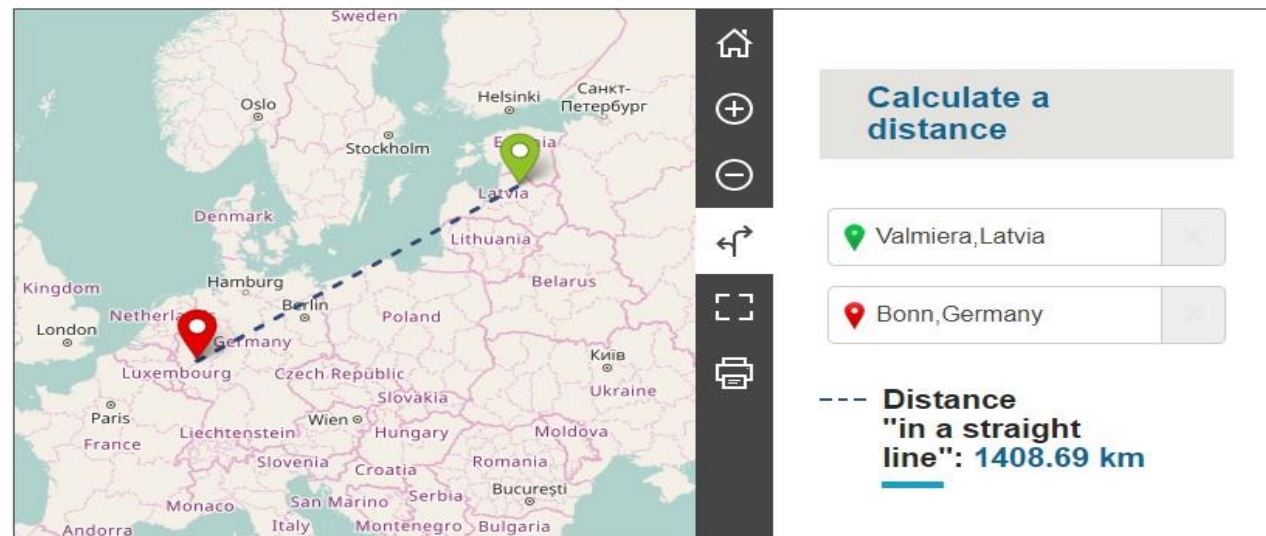 Sweden
Oslo
Helsinki
Санкт-
Петербург
Stockholm
Latvia
Denmark
Lithuania
Kingdom
Hamburg
Belarus
Berlin
London
Poland
Germany
Київ
Luxembourg
Czech Republic
Ukraine
Slovakia
Paris
Wien
Liechtenstein
Hungary
Moldova
France
Slovenia
Croatia
Romania
București
Monaco
San Marino
Serbia
Andorra
Italy
Montenegro
Bulgaria
Calculate a
distance
Valmiera,Latvia
Bonn,Germany
Distance
"in a straight
line": 1408.69 km